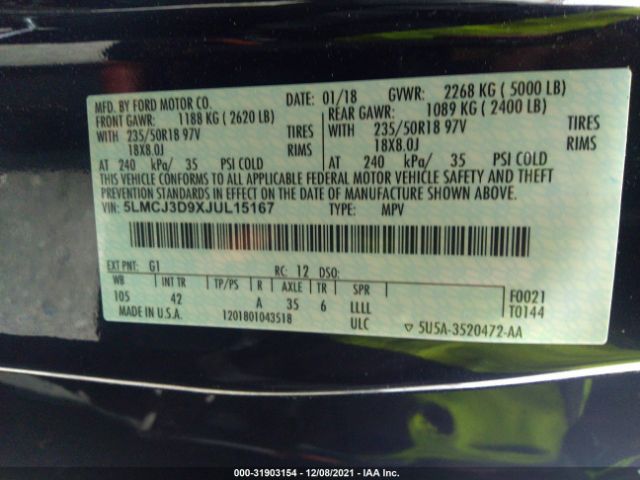 MFD. BY FORD MOTOR CO. DATE: 01/18 GVWR: 2268 KG ( 5000 LB)
FRONT GAWR: 1188 KG ( 2620 LB) REAR GAWR: 1089 KG ( 2400 LB)
WITH 235/50R18 97V TIRES WITH 235/50R18 97V TIRES
18X8.0J RIMS 18X8.0J RIMS
AT 240 kPa/ 35 PSI COLD AT 240 kPa/ 35 PSI COLD
THIS VEHICLE CONFORMS TO ALL APPLICABLE FEDERAL MOTOR VEHICLE SAFETY AND THEFT
PREVENTION STANDARDS IN EFFECT ON THE DATE OF MANUFACTURE SHOWN ABOVE.
VIN: 5LMCJ3D9XJUL15167 TYPE: MPV
EXT PNT: G1 RC: 12 DSO:
WB INT TR TP/PS R AXLE TR SPR F0021
105 42 A 35 6 LLLL T0144
MADE IN U.S.A. 1201801043518 ULC ▽ 5U5A-3520472-AA
000-31903154 - 12/08/2021 - IAA Inc.